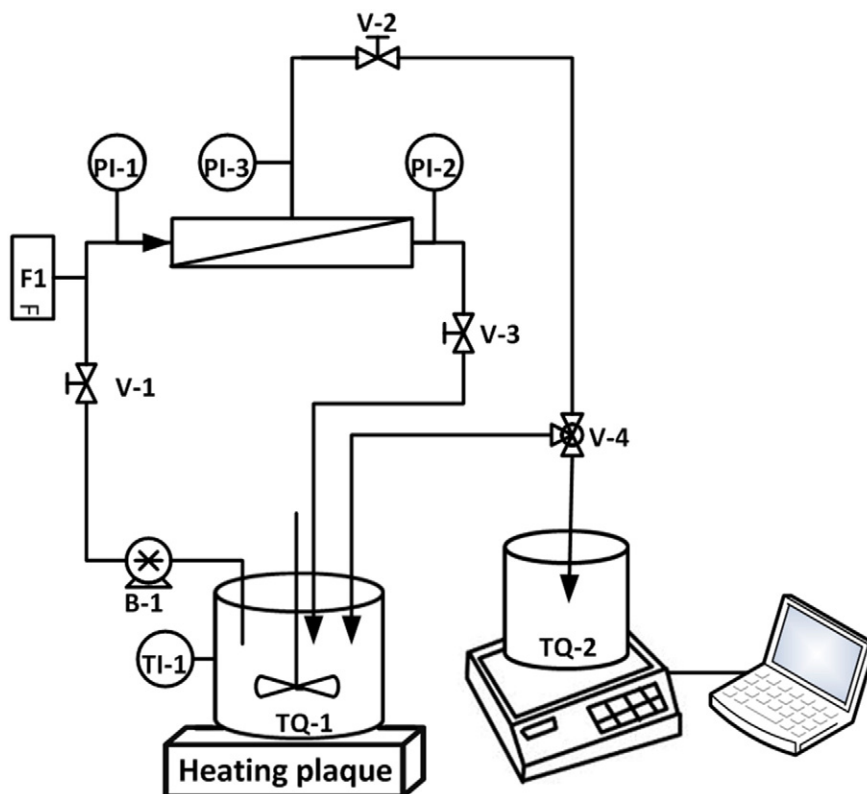 V-2
PI-1
PI-3
PI-2
F1
F
V-3
V-1
V-4
B-1
TI-1
TQ-2
TQ-1
Heating plaque